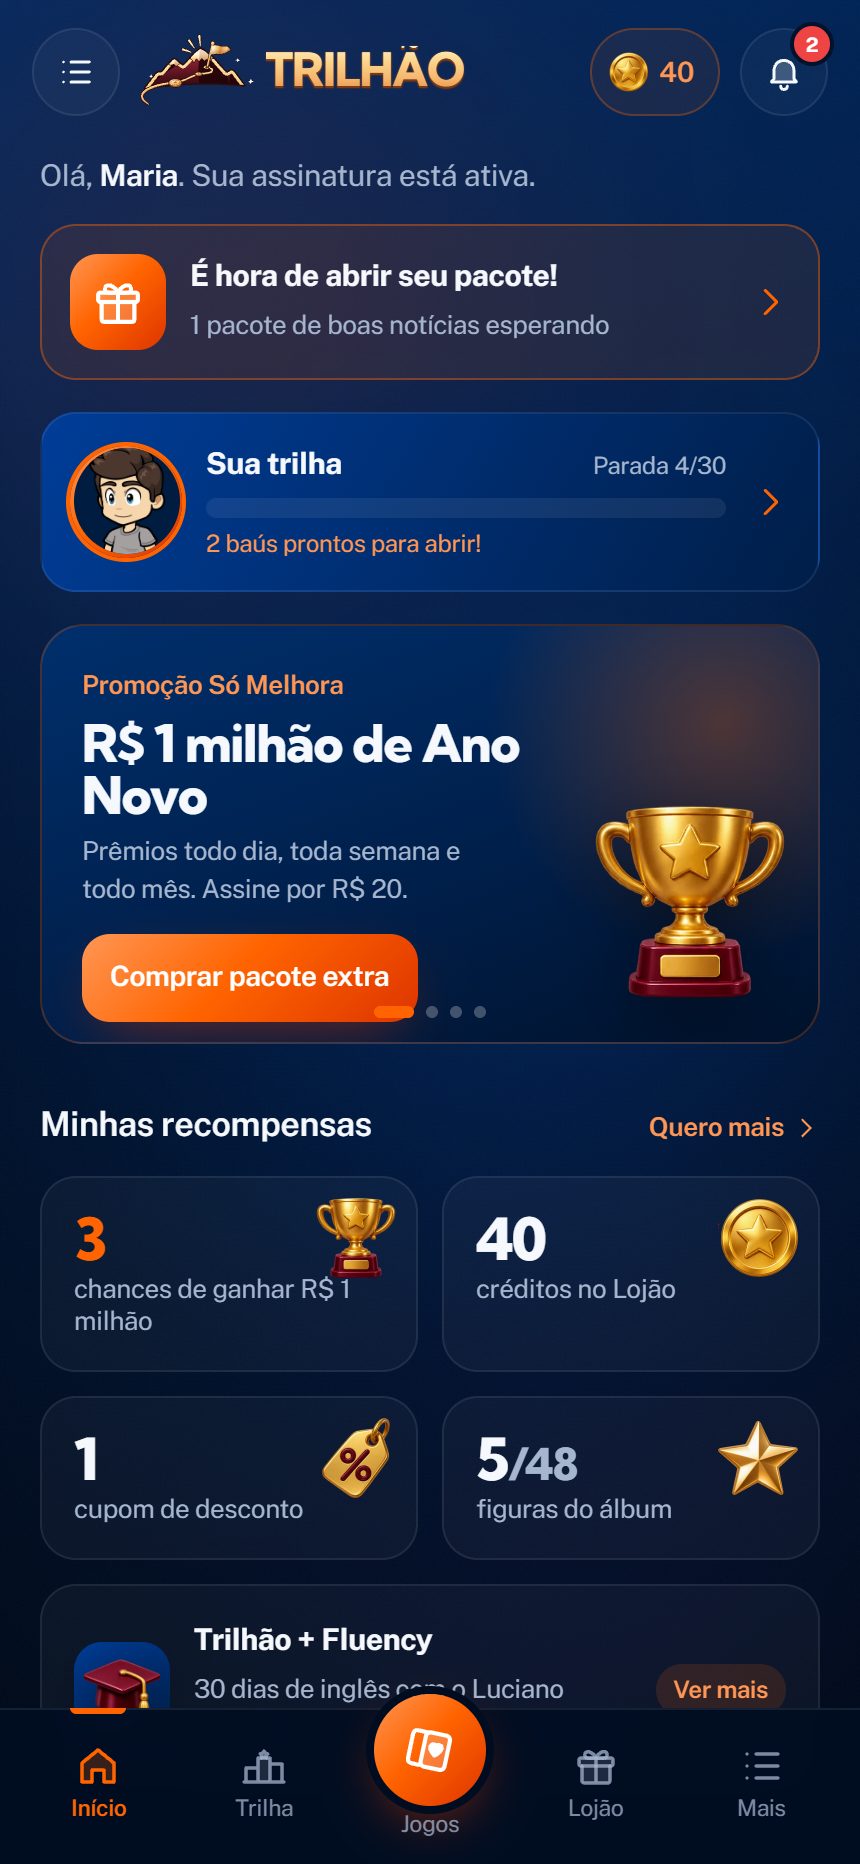 TRILHÃO
40
2
Olá, Maria. Sua assinatura está ativa.
É hora de abrir seu pacote!
1 pacote de boas notícias esperando
Sua trilha
Parada 4/30
2 baús prontos para abrir!
Promoção Só Melhora
R$ 1 milhão de Ano
Novo
Prêmios todo dia, toda semana e
todo mês. Assine por R$ 20.
Comprar pacote extra
Minhas recompensas
Quero mais
3
chances de ganhar R$ 1
milhão
40
créditos no Lojão
1
cupom de desconto
%
5/48
figuras do álbum
Trilhão + Fluency
30 dias de inglês com o Luciano
Ver mais
Início
Trilha
Jogos
Lojão
Mais